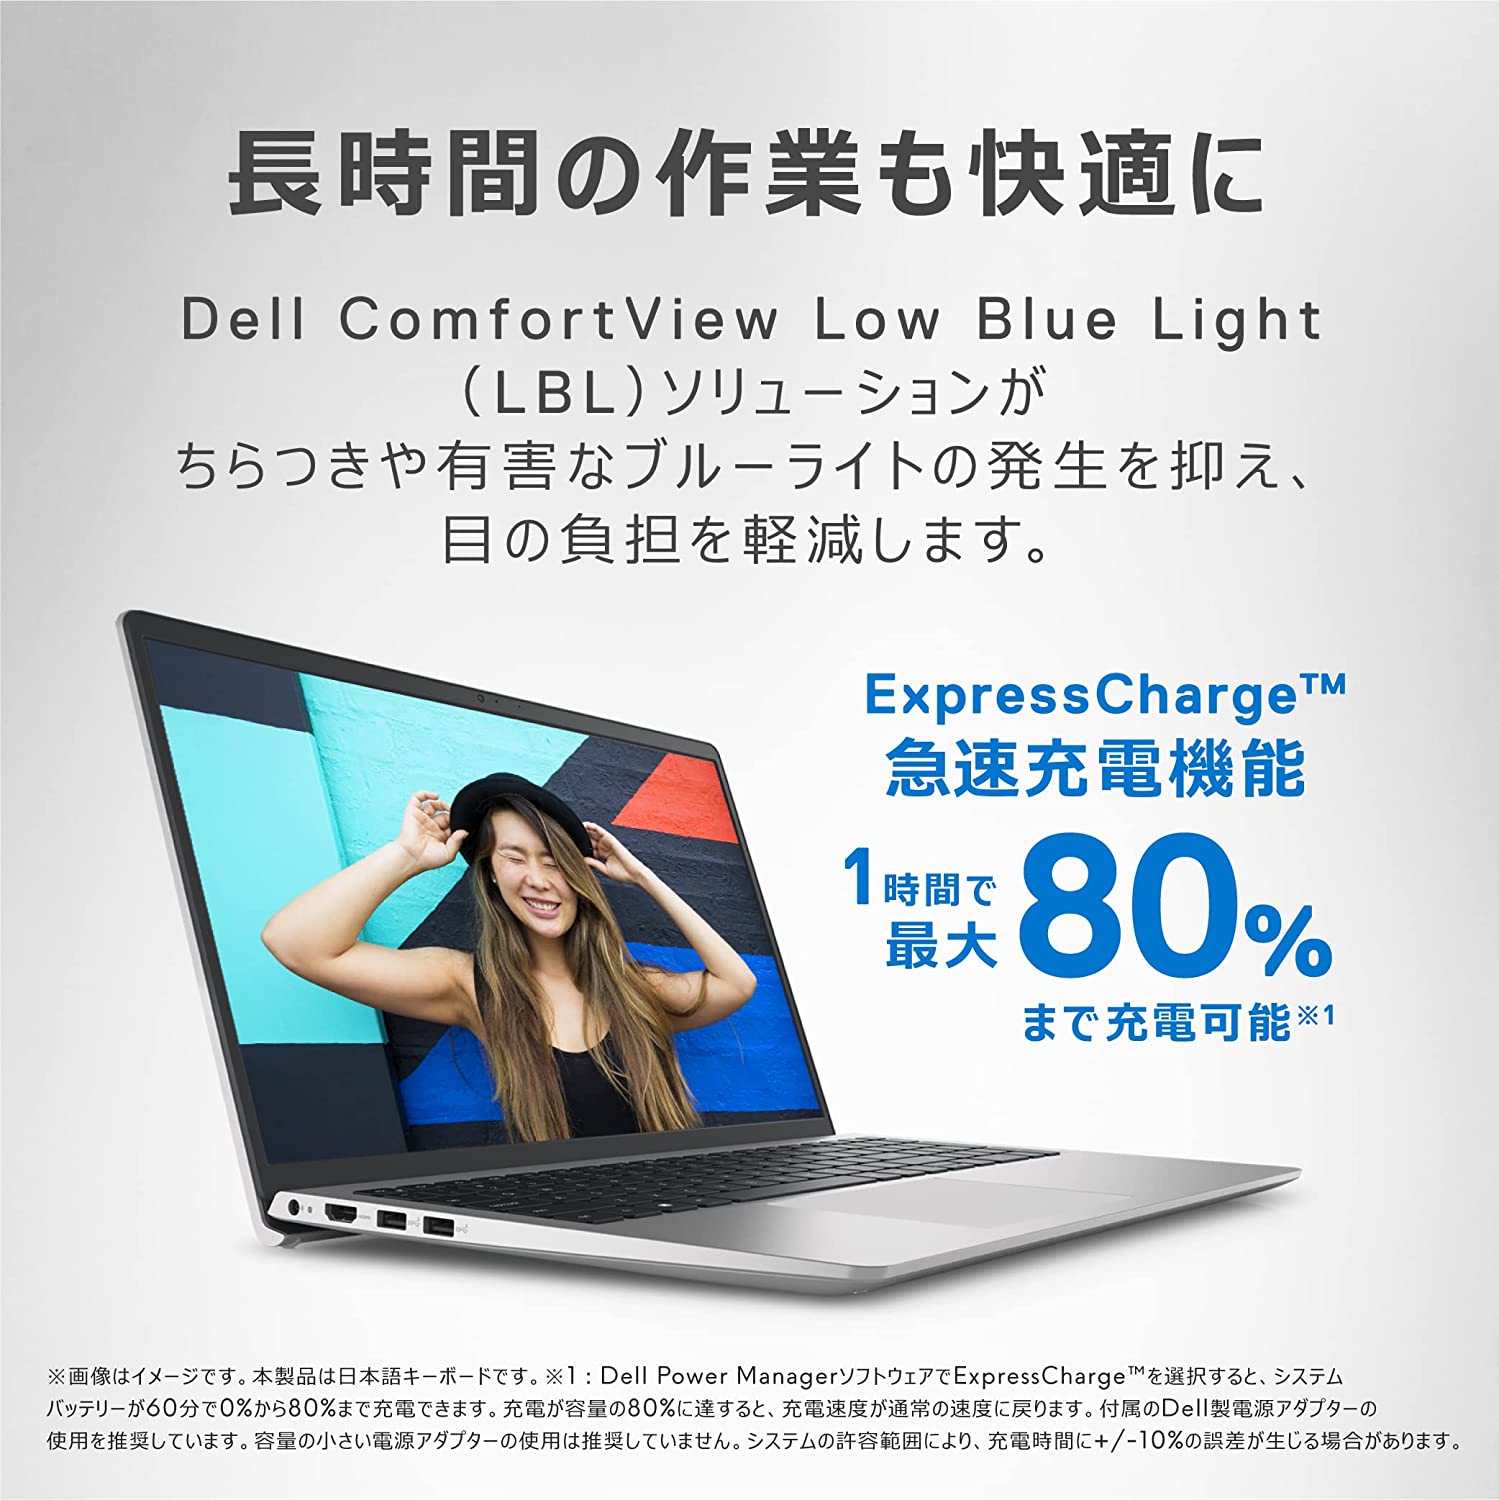 長時間の作業も快適に
Dell ComfortView Low Blue Light
（LBL）ソリューションが
ちらつきや有害なブルーライトの発生を抑え、
目の負担を軽減します。
ExpressCharge™
急速充電機能
1時間で
最大80%
まで充電可能※1
※画像はイメージです。本製品は日本語キーボードです。※1：Dell Power ManagerソフトウェアでExpressCharge™を選択すると、システム
バッテリーが60分で0%から80%まで充電できます。充電が容量の80%に達すると、充電速度が通常の速度に戻ります。付属のDell製電源アダプターの
使用を推奨しています。容量の小さい電源アダプターの使用は推奨していません。システムの許容範囲により、充電時間に+/-10%の誤差が生じる場合があります。